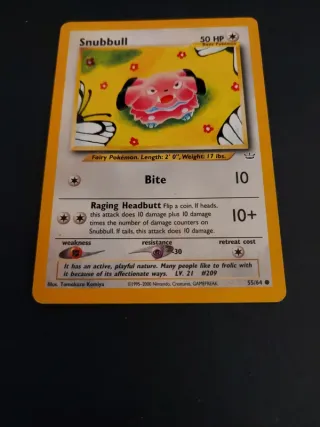 Snubbull
50 HP
Basic Pokémon
Fairy Pokémon. Length: 2' 0", Weight: 17 lbs.
Bite 10
Raging Headbutt Flip a coin. If heads,
this attack does 10 damage plus 10 damage
times the number of damage counters on
Snubbull. If tails, this attack does 10 damage.
10+
weakness resistance retreat cost
-30
It has an active, playful nature. Many people like to frolic with
it because of its affectionate ways. LV. 21 #209
Illus. Tomokazu Komiya ©1995-2000 Nintendo, Creatures, GAMEFREAK. 55/64